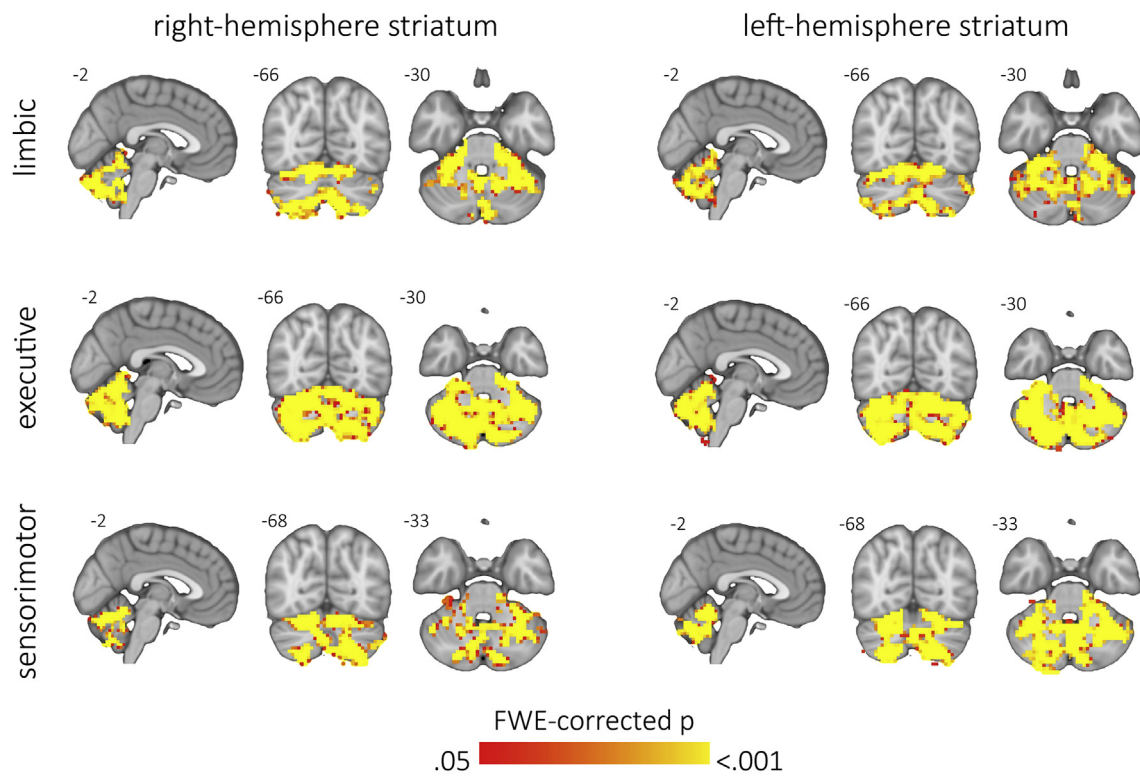 right-hemisphere striatum left-hemisphere striatum
limbic
-2 -66 -30 -2 -66 -30
executive
-2 -66 -30 -2 -66 -30
sensorimotor
-2 -68 -33 -2 -68 -33
FWE-corrected p
.05 <.001